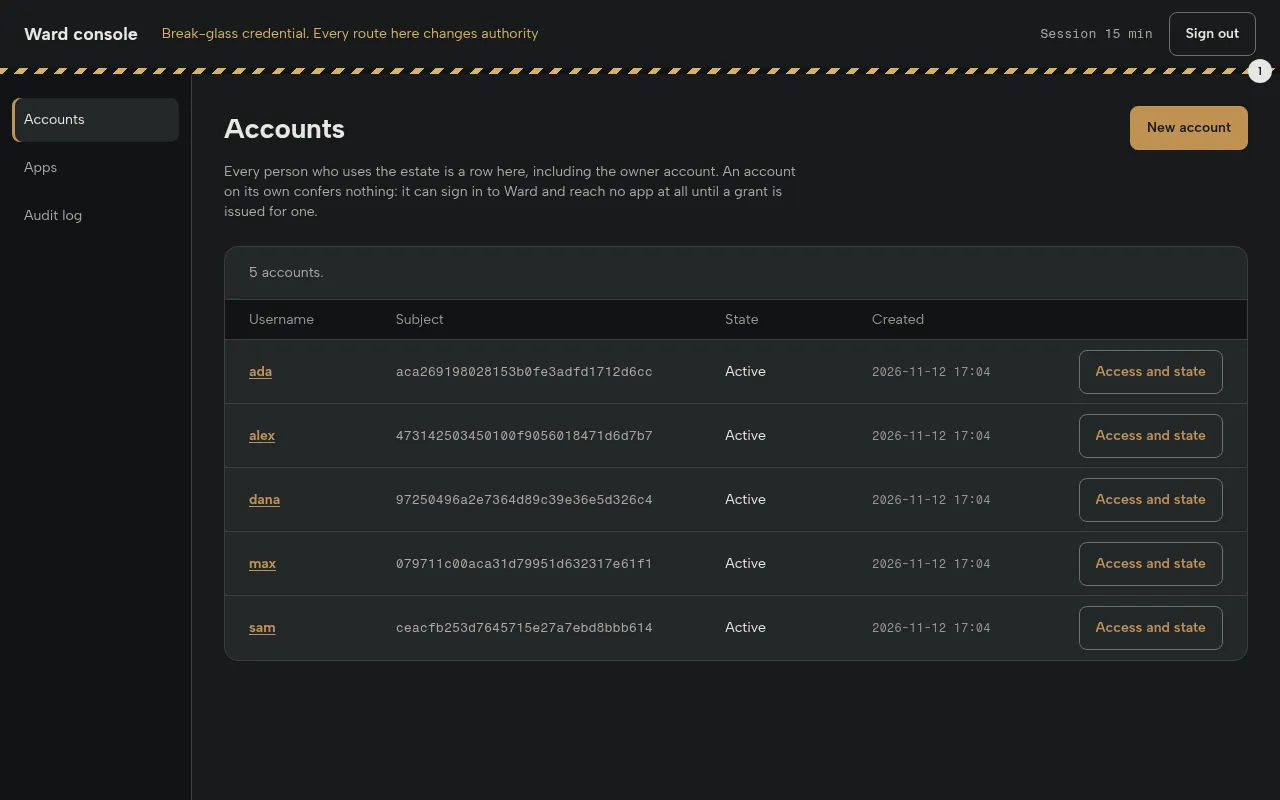 Ward console
Break-glass credential. Every route here changes authority
Session 15 min
Sign out
1
Accounts
Apps
Audit log
Accounts
New account
Every person who uses the estate is a row here, including the owner account. An account
on its own confers nothing: it can sign in to Ward and reach no app at all until a grant is
issued for one.
5 accounts.
Username Subject State Created
ada aca269198028153b0fe3adfd1712d6cc Active 2026-11-12 17:04 Access and state
alex 473142503450100f9056018471d6d7b7 Active 2026-11-12 17:04 Access and state
dana 97250496a2e7364d89c39e36e5d326c4 Active 2026-11-12 17:04 Access and state
max 079711c00aca31d79951d632317e61f1 Active 2026-11-12 17:04 Access and state
sam ceacfb253d7645715e27a7ebd8bbb614 Active 2026-11-12 17:04 Access and state